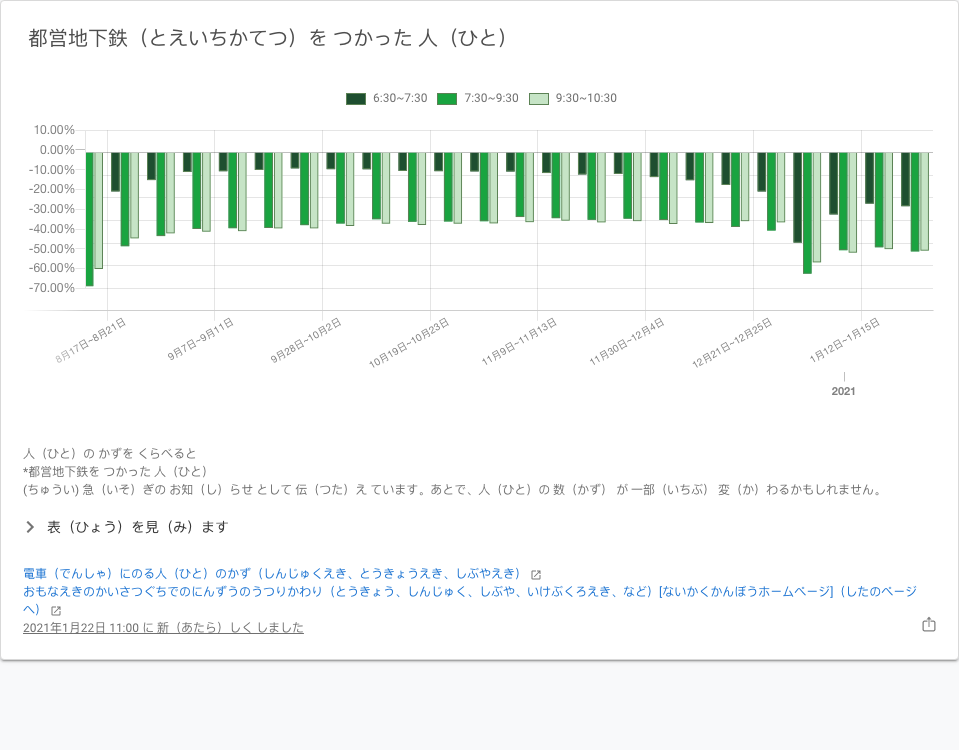 都営地下鉄（とえいちかてつ）を つかった 人（ひと）
6:30~7:30 7:30~9:30 9:30~10:30
10.00%
0.00%
-10.00%
-20.00%
-30.00%
-40.00%
-50.00%
-60.00%
-70.00%
8月17日~8月21日 9月7日~9月11日 9月28日~10月2日 10月19日~10月23日 11月9日~11月13日 11月30日~12月4日 12月21日~12月25日 1月12日~1月15日
2021
人（ひと）の かずを くらべると
*都営地下鉄を つかった 人（ひと）
(ちゅうい) 急（いそ）ぎの お知（し）らせ として 伝（つた）え ています。あとで、人（ひと）の 数（かず） が 一部（いちぶ） 変（か）わるかもしれません。
表（ひょう）を見（み）ます
電車（でんしゃ）にのる人（ひと）のかず（しんじゅくえき、とうきょうえき、しぶやえき）
おもなえきのかいさつぐちでのにんずうのうつりかわり（とうきょう、しんじゅく、しぶや、いけぶくろえき、など）[ないかくかんぼうホームページ]（したのページ
へ）
2021年1月22日 11:00 に 新（あたら）しく しました